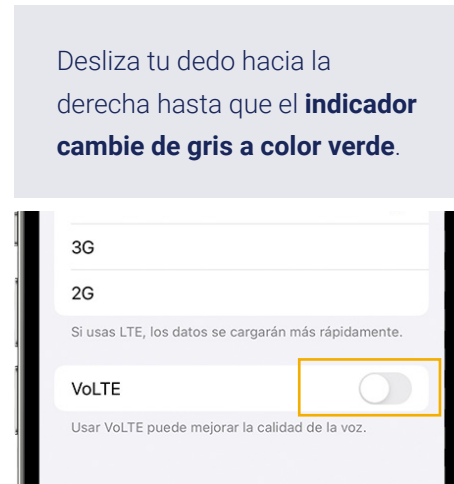 Desliza tu dedo hacia la
derecha hasta que el indicador
cambie de gris a color verde.
3G
2G
Si usas LTE, los datos se cargarán más rápidamente.
VoLTE
Usar VoLTE puede mejorar la calidad de la voz.